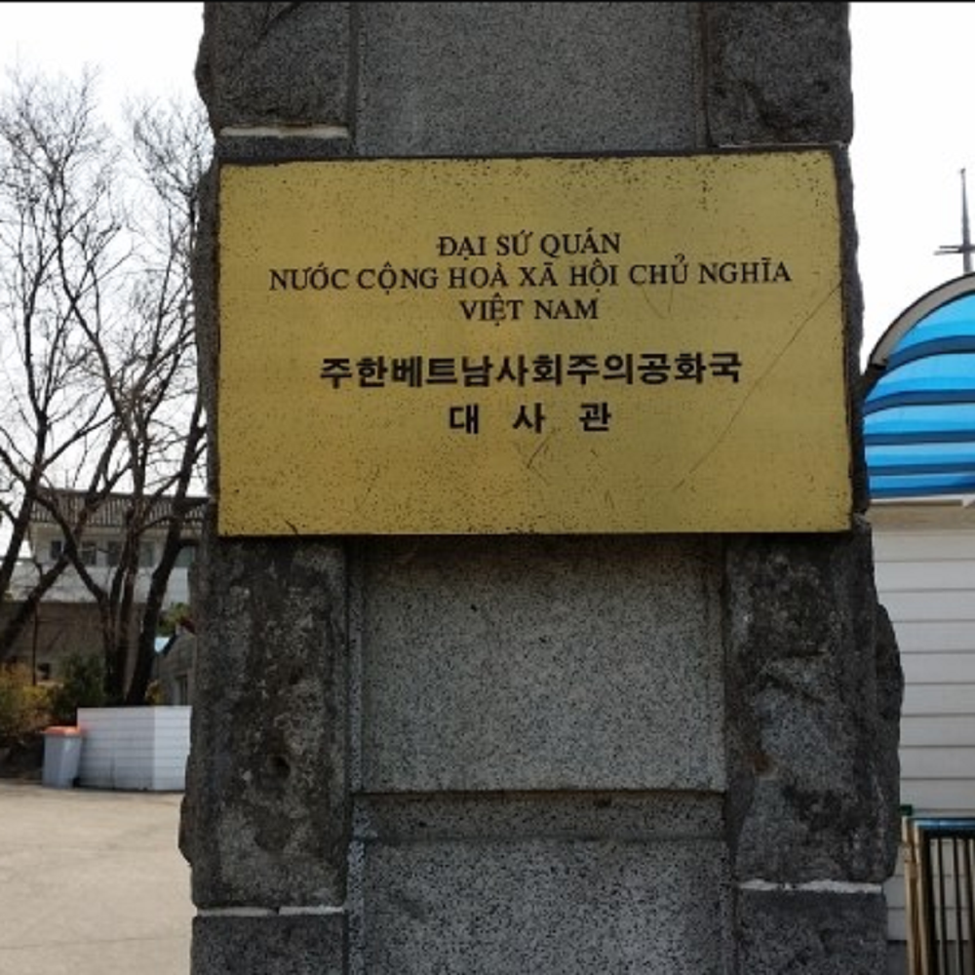 ĐẠI SỨ QUÁN
NƯỚC CỘNG HOÀ XÃ HỘI CHỦ NGHĨA
VIỆT NAM
주한베트남사회주의공화국
대 사 관